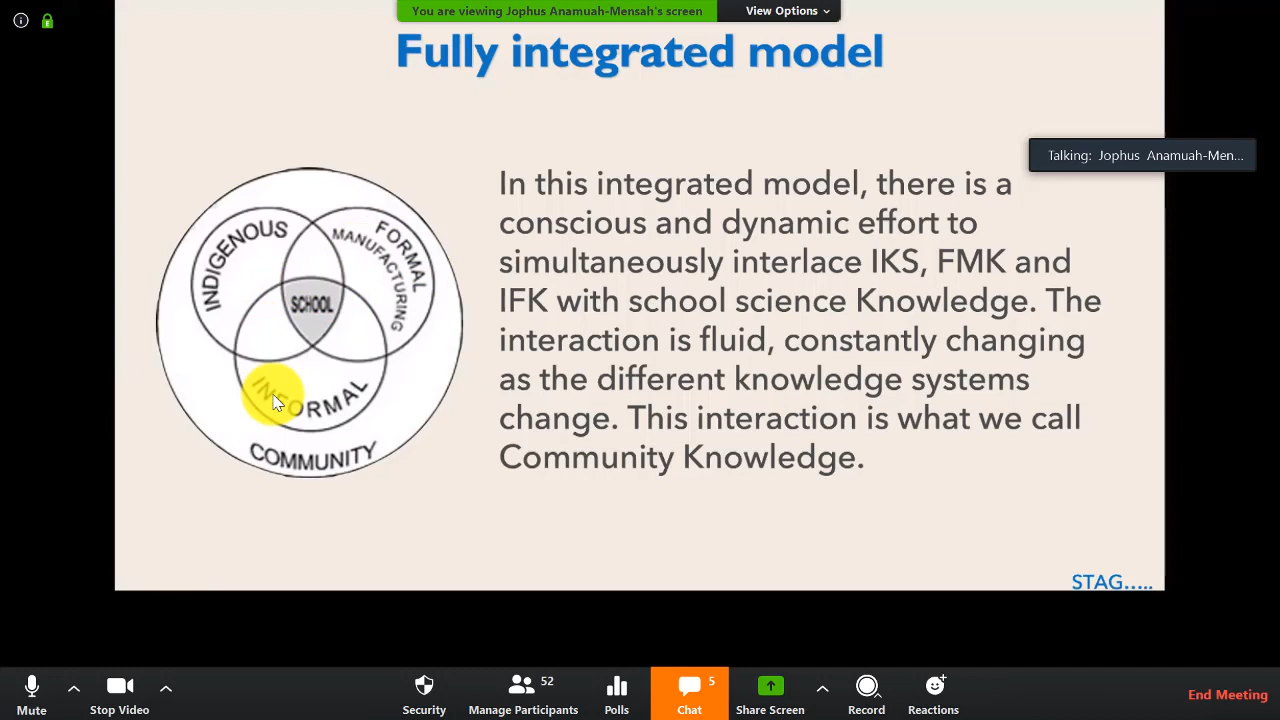 You are viewing Jophus Anamuah-Mensah's screen
View Options
Fully integrated model
Talking: Jophus Anamuah-Men...
INDIGENOUS
FORMAL
MANUFACTURING
SCHOOL
INFORMAL
COMMUNITY
In this integrated model, there is a
conscious and dynamic effort to
simultaneously interlace IKS, FMK and
IFK with school science Knowledge. The
interaction is fluid, constantly changing
as the different knowledge systems
change. This interaction is what we call
Community Knowledge.
STAG.....
52
5
Mute
Stop Video
Security
Manage Participants
Polls
Chat
Share Screen
Record
Reactions
End Meeting